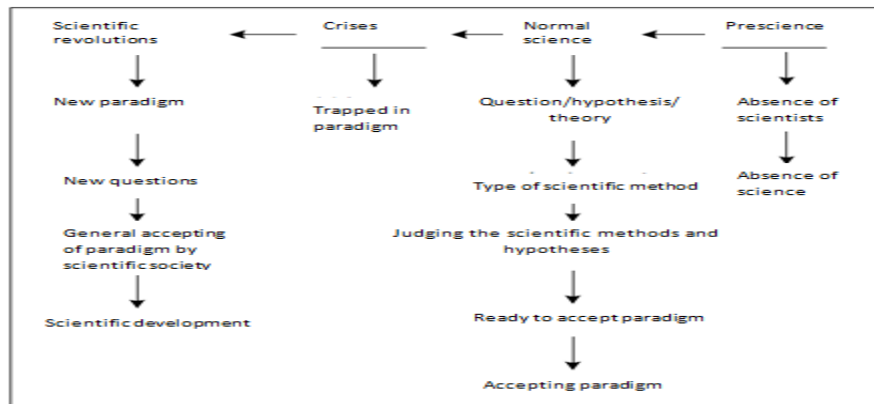 Scientific
revolutions
Crises
Normal
science
Prescience
New paradigm
Trapped in
paradigm
Question/hypothesis/
theory
Absence of
scientists
New questions
Type of scientific method
Absence of
science
General accepting
of paradigm by
scientific society
Judging the scientific methods and
hypotheses
Scientific development
Ready to accept paradigm
Accepting paradigm